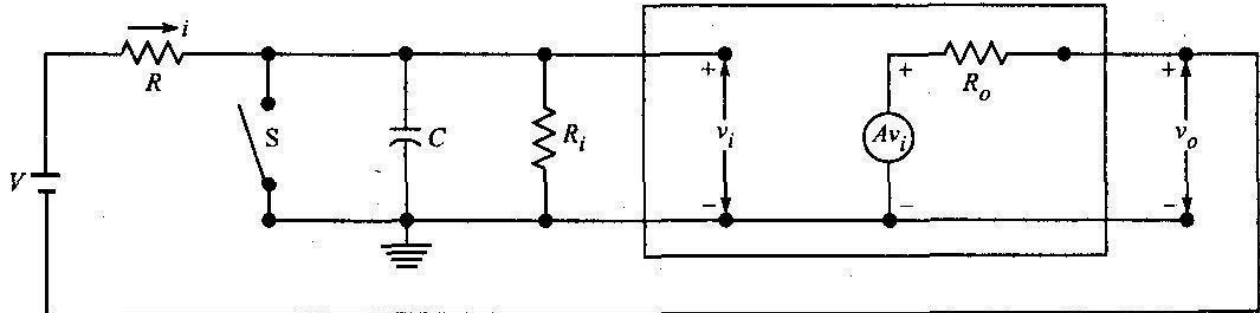 i
R
S
C
R_i
V
+
v_i
−
+
Av_i
−
R_o
+
v_o
−